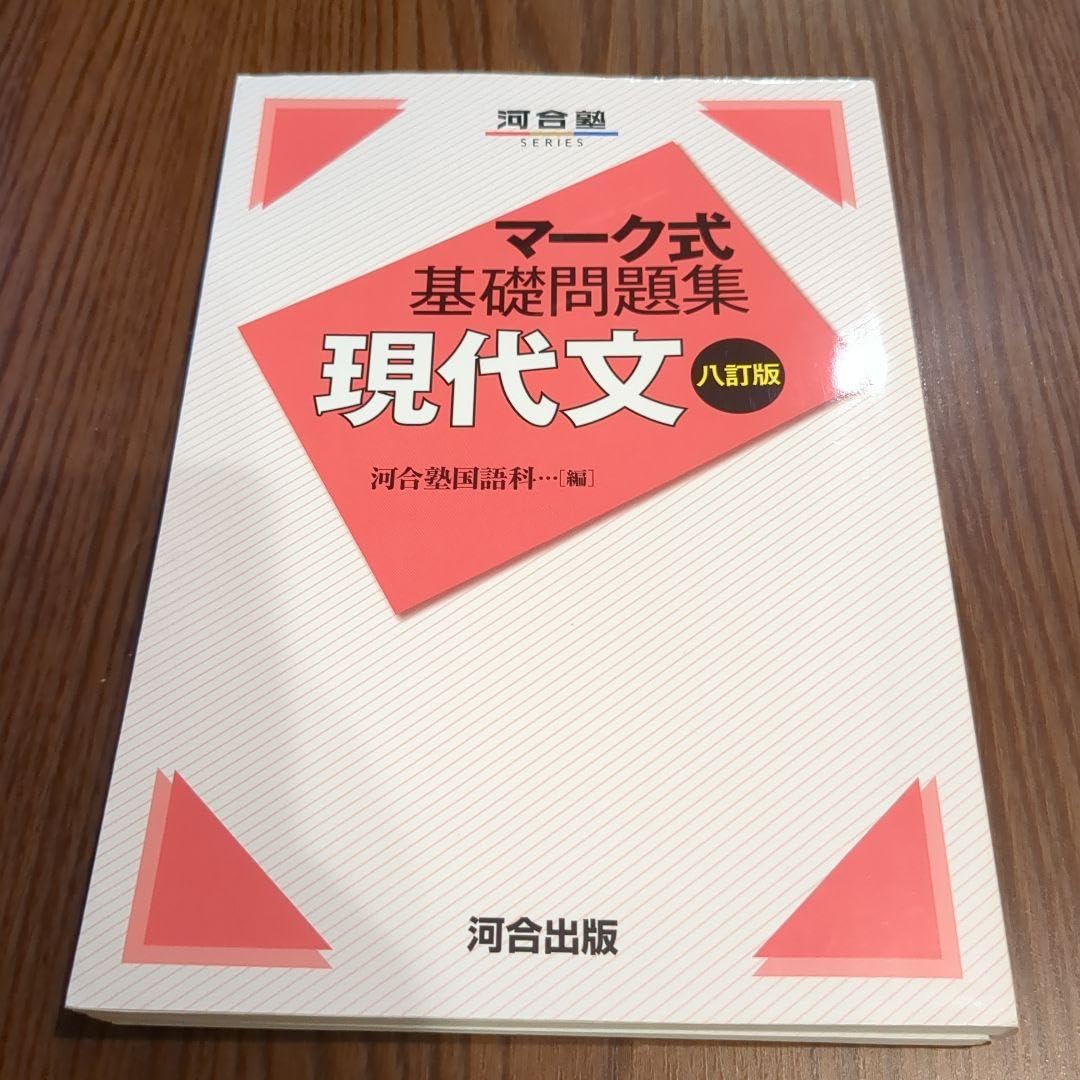 河合塾
SERIES
マーク式
基礎問題集
現代文
八訂版
河合塾国語科…[編]
河合出版